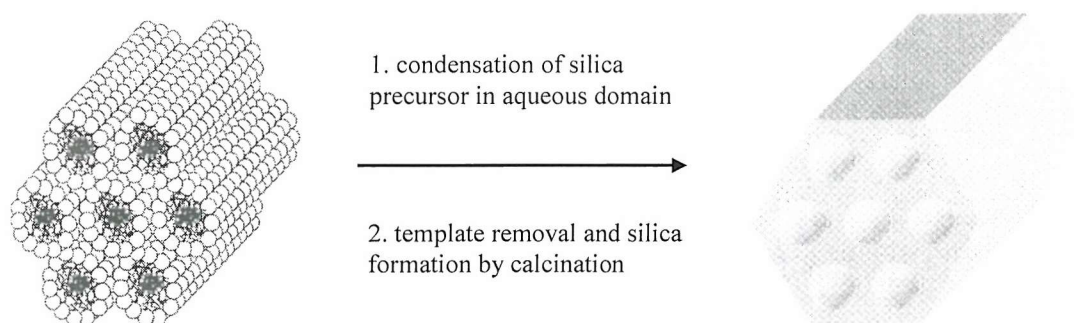 1. condensation of silica
precursor in aqueous domain
2. template removal and silica
formation by calcination